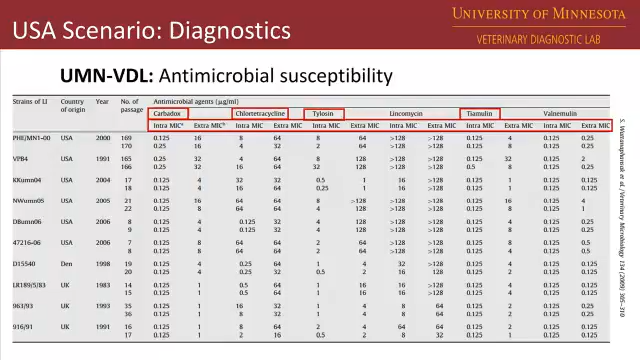 USA Scenario: Diagnostics
UNIVERSITY OF MINNESOTA
VETERINARY DIAGNOSTIC LAB
UMN-VDL: Antimicrobial susceptibility
Strains of LI Country of origin Year No. of passage Antimicrobial agents (μg/ml)
Carbadox Chlortetracycline Tylosin Lincomycin Tiamulin Valnemulin
Intra MICᵃ Extra MICᵇ Intra MIC Extra MIC Intra MIC Extra MIC Intra MIC Extra MIC Intra MIC Extra MIC Intra MIC Extra MIC
PHE/MN1-00 USA 2000 169 0.125 16 8 64 8 64 >128 >128 0.125 4 0.125 0.25
170 0.25 16 4 32 2 64 >128 >128 0.125 8 0.125 0.25
VPB4 USA 1991 165 0.25 32 4 64 8 128 >128 >128 0.125 32 0.125 2
166 0.25 32 16 64 32 128 >128 >128 0.5 8 0.125 0.25
KKumn04 USA 2004 17 0.125 4 32 32 0.5 1 16 >128 0.125 1 0.125 0.125
18 0.125 4 64 64 0.25 1 16 >128 0.125 1 0.125 0.125
NWumn05 USA 2005 21 0.125 16 64 64 8 >128 >128 >128 0.125 16 0.125 4
22 0.125 8 64 64 4 128 >128 >128 0.125 8 0.125 1
DBumn06 USA 2006 8 0.125 4 0.125 32 4 128 >128 >128 0.125 4 0.125 0.25
9 0.125 4 0.125 32 4 128 >128 >128 0.125 8 0.125 0.25
47216-06 USA 2006 7 0.125 8 64 64 2 64 >128 >128 0.125 8 0.125 0.5
8 0.125 8 64 64 2 64 >128 >128 0.125 4 0.125 0.5
D15540 Den 1998 19 0.125 4 0.25 64 1 4 32 >128 0.125 4 0.125 0.125
20 0.125 4 0.25 32 0.5 2 16 128 0.125 2 0.125 0.125
LR189/5/83 UK 1983 14 0.125 1 0.5 64 1 16 16 >128 0.125 4 0.125 0.125
15 0.125 1 0.5 64 1 16 16 >128 0.125 4 0.125 0.125
963/93 UK 1993 35 0.125 1 16 32 1 4 8 64 0.125 2 0.125 0.25
36 0.125 1 8 32 1 4 8 64 0.125 2 0.125 0.25
916/91 UK 1991 16 0.125 1 8 64 2 4 64 64 0.125 2 0.125 0.125
17 0.125 1 2 16 0.5 2 8 32 0.125 2 0.125 0.125
S. Wattanaphansak et al. / Veterinary Microbiology 134 (2009) 305–310